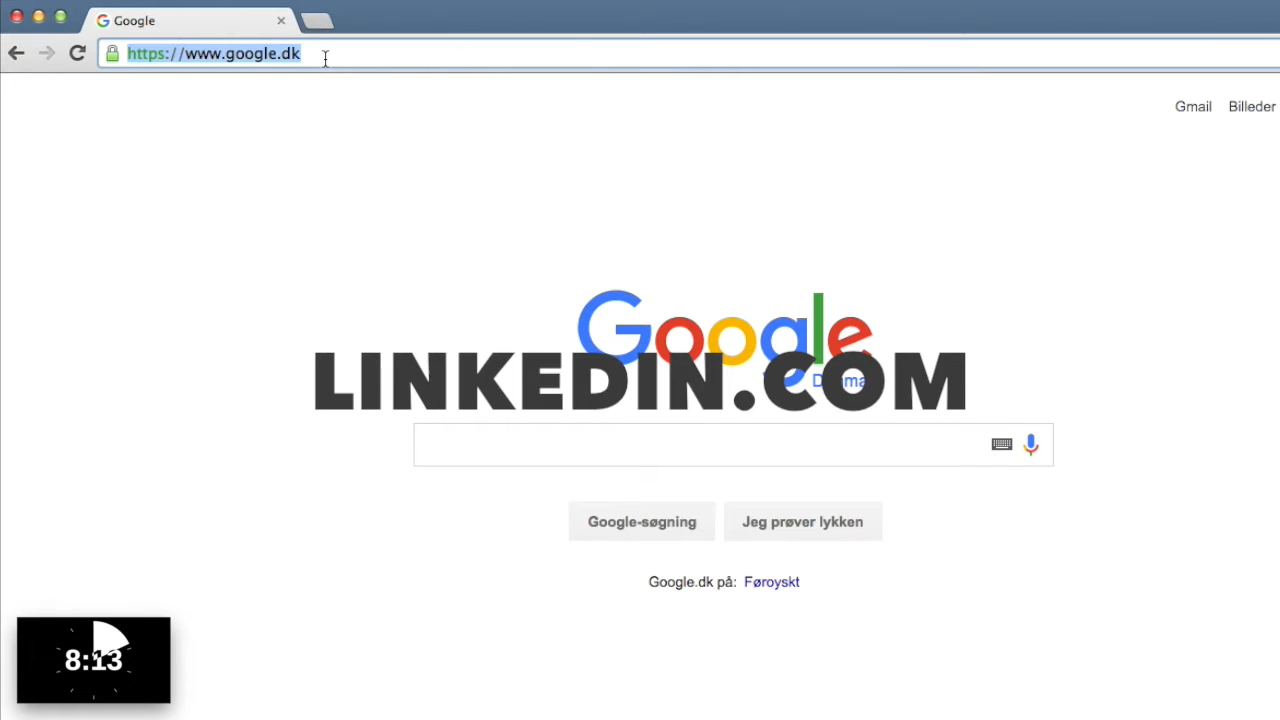 Google
https://www.google.dk
Gmail Billeder
Google
LINKEDIN.COM
Google-søgning Jeg prøver lykken
Google.dk på: Føroyskt
8:13